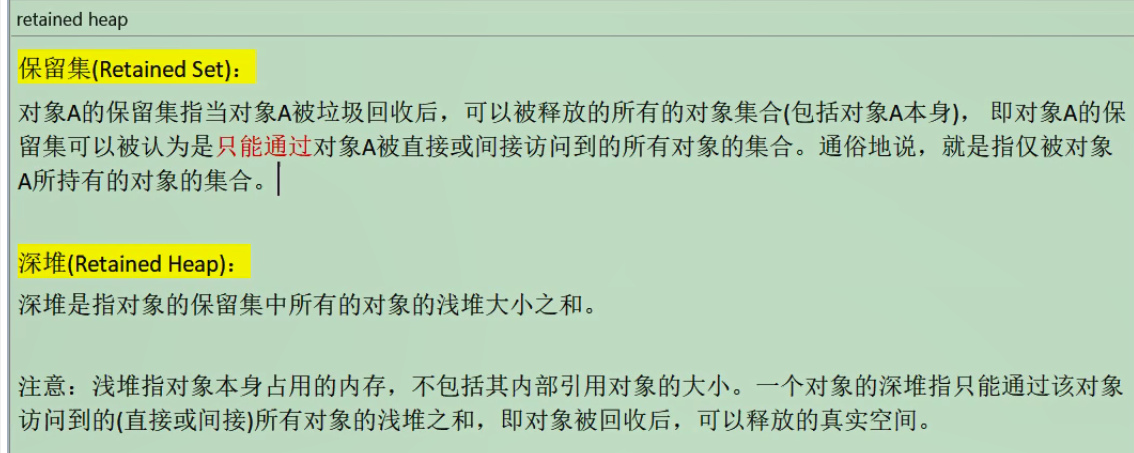 retained heap
保留集(Retained Set)：
对象A的保留集指当对象A被垃圾回收后，可以被释放的所有的对象集合(包括对象A本身)，即对象A的保
留集可以被认为是只能通过对象A被直接或间接访问到的所有对象的集合。通俗地说，就是指仅被对象
A所持有的对象的集合。
深堆(Retained Heap)：
深堆是指对象的保留集中所有的对象的浅堆大小之和。
注意：浅堆指对象本身占用的内存，不包括其内部引用对象的大小。一个对象的深堆指只能通过该对象
访问到的(直接或间接)所有对象的浅堆之和，即对象被回收后，可以释放的真实空间。